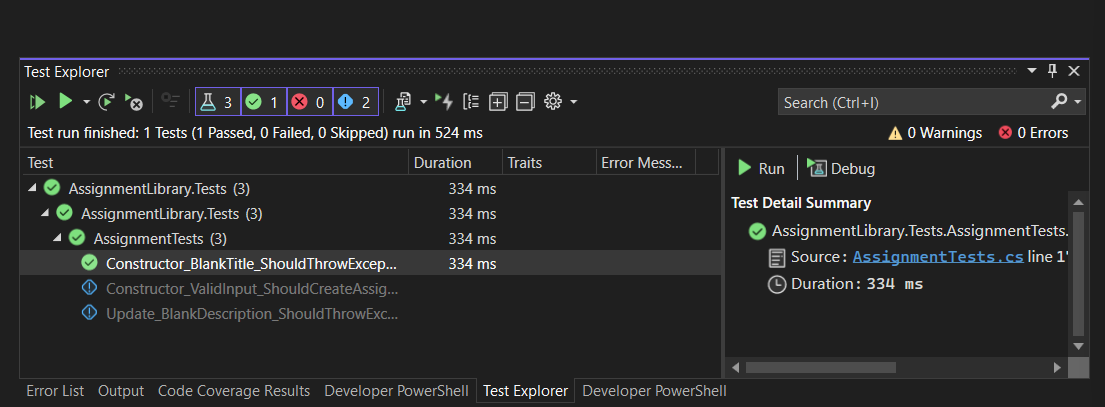 Test Explorer
3 1 0 2
Search (Ctrl+I)
Test run finished: 1 Tests (1 Passed, 0 Failed, 0 Skipped) run in 524 ms
0 Warnings 0 Errors
Test Duration Traits Error Mess...
AssignmentLibrary.Tests (3) 334 ms
AssignmentLibrary.Tests (3) 334 ms
AssignmentTests (3) 334 ms
Constructor_BlankTitle_ShouldThrowExcep... 334 ms
Constructor_ValidInput_ShouldCreateAssig...
Update_BlankDescription_ShouldThrowExc...
Run Debug
Test Detail Summary
AssignmentLibrary.Tests.AssignmentTests.
Source: AssignmentTests.cs line
Duration: 334 ms
Error List Output Code Coverage Results Developer PowerShell Test Explorer Developer PowerShell